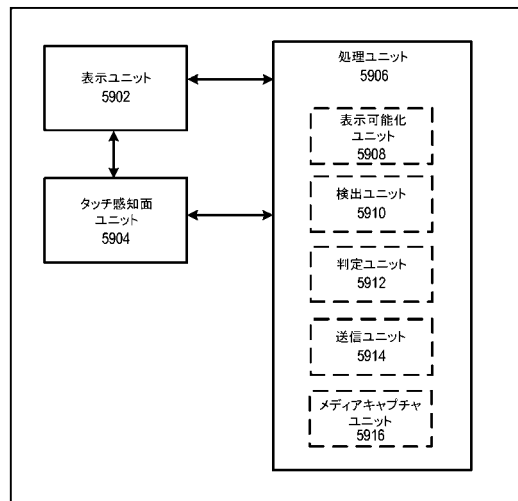 表示ユニット
5902
タッチ感知面
ユニット
5904
処理ユニット
5906
表示可能化
ユニット
5908
検出ユニット
5910
判定ユニット
5912
送信ユニット
5914
メディアキャプチャ
ユニット
5916